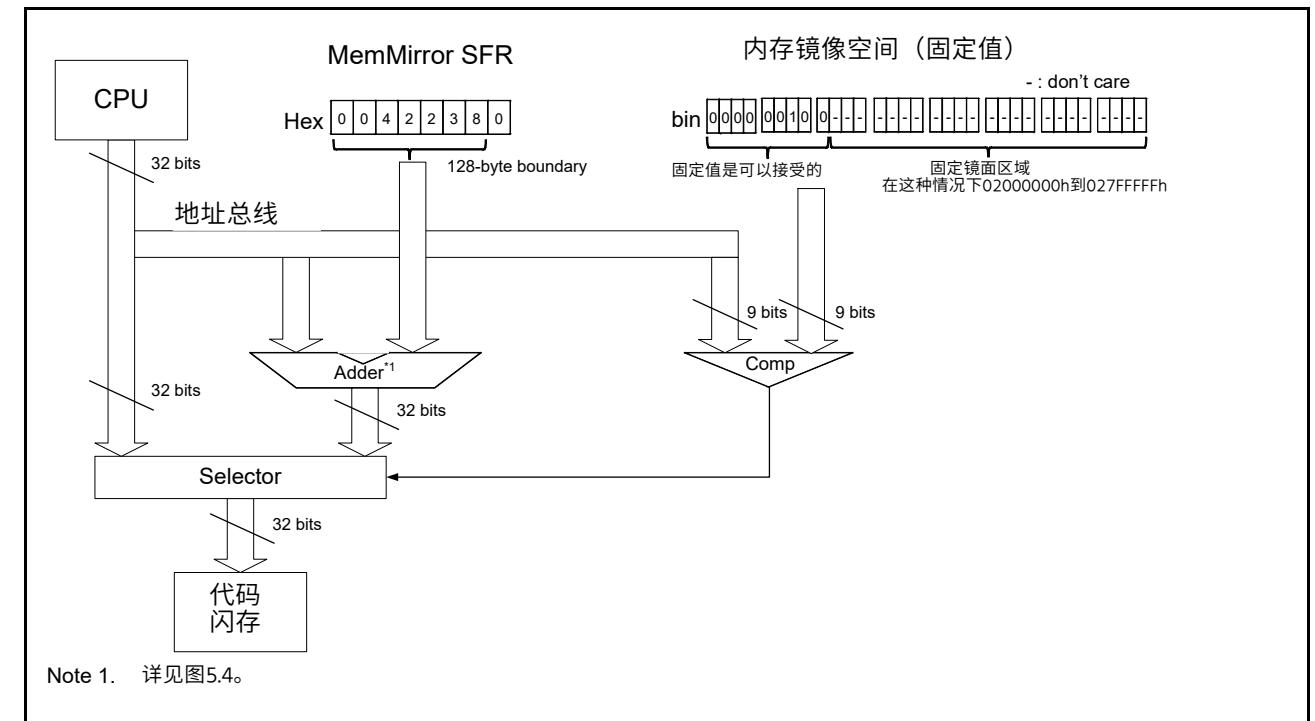 MemMirror SFR
内存镜像空间（固定值）
- : don't care
CPU
Hex 0 0 4 2 2 3 8 0
bin 0000 0010 0--- ---- ---- ---- ---- ----
128-byte boundary
固定值是可以接受的
固定镜面区域
在这种情况下02000000h到027FFFFFh
32 bits
地址总线
9 bits
9 bits
Adder*1
Comp
32 bits
32 bits
Selector
32 bits
代码
闪存
Note 1. 详见图5.4。